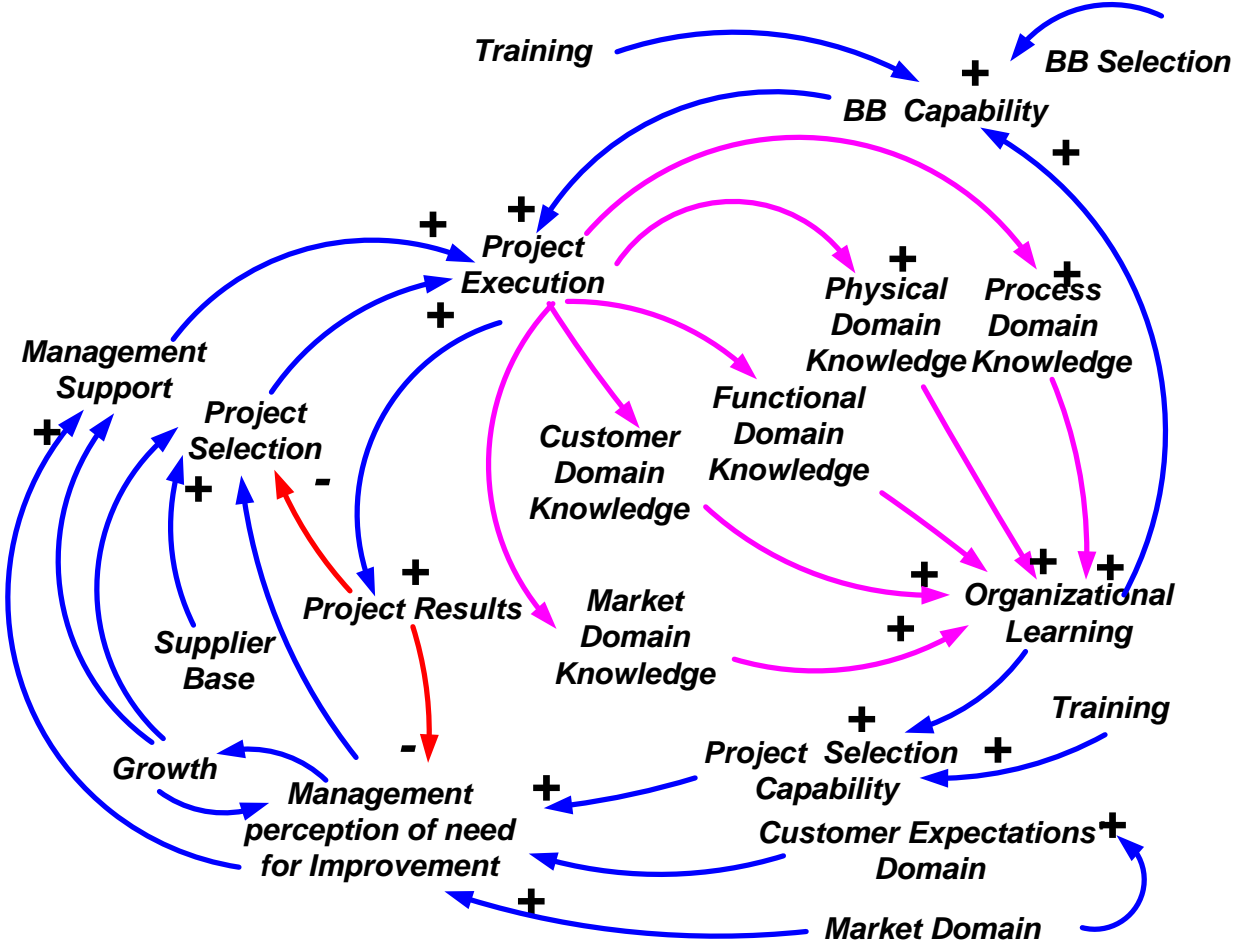 Training
BB Selection
+
BB Capability
+
+
+
Project
Execution
+
+
Physical
Domain
Knowledge
+
Process
Domain
Knowledge
+
Management
Support
+
Project
Selection
+
-
Functional
Domain
Knowledge
Customer
Domain
Knowledge
+
Project Results
+
+
+
Organizational
Learning
+
Market
Domain
Knowledge
Supplier
Base
Training
+
+
Project Selection
Capability
-
Growth
+
Management
perception of need
for Improvement
Customer Expectations
Domain
+
+
Market Domain